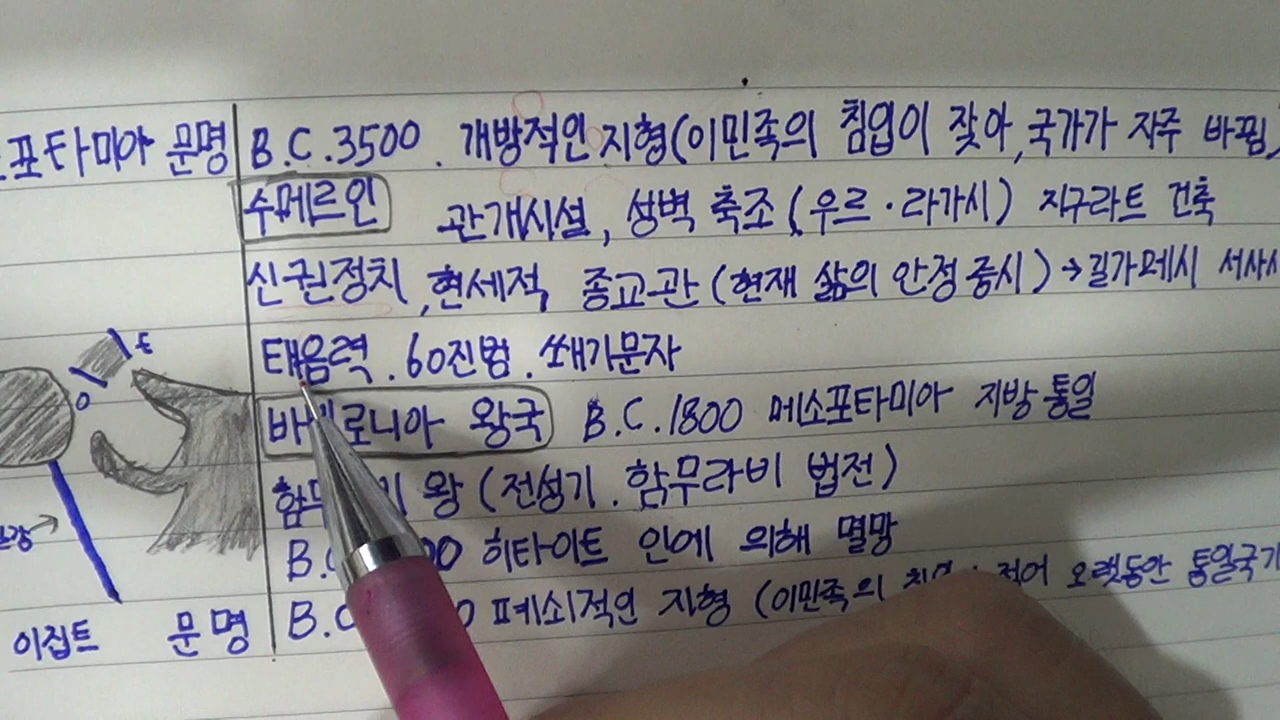 포타미아 문명 B.C.3500. 개방적인 지형(이민족의 침입이 잦아, 국가가 자주 바뀜)
수메르인 관개시설, 성벽 축조 (우르·라가시) 지구라트 건축
신권정치, 현세적 종교관 (현재 삶의 안정 중시) →길가메시 서사시
태음력. 60진법. 쐐기문자
E
O
왕국 B.C.1800 메소포타미아 지방 통일
왕 (전성기. 함무라비 법전)
히타이트 인에 의해 멸망
이집트 문명 폐쇠적인 지형 (이민족의 적어 오랫동안 통일국가